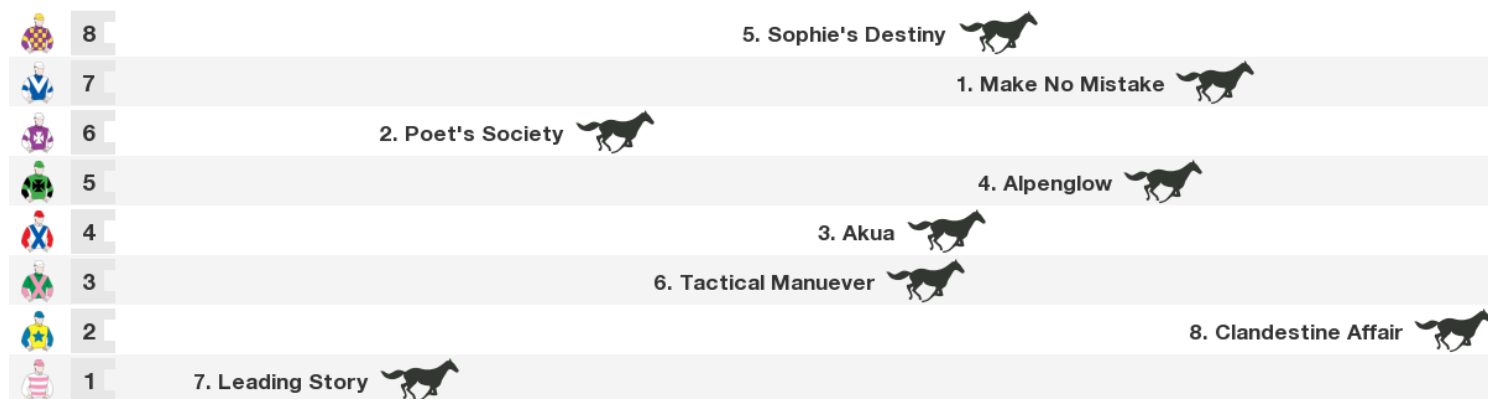 8 5. Sophie's Destiny
7 1. Make No Mistake
6 2. Poet's Society
5 4. Alpenglow
4 3. Akua
3 6. Tactical Manuever
2 8. Clandestine Affair
1 7. Leading Story